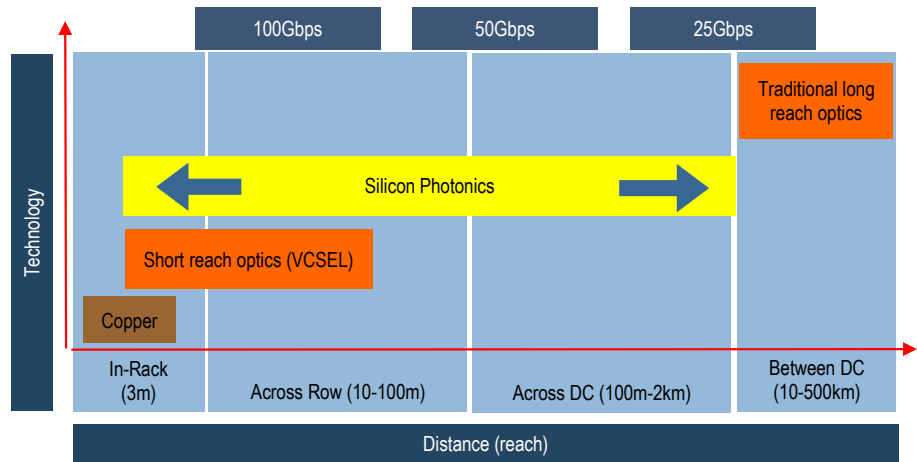 100Gbps
50Gbps
25Gbps
Traditional long
reach optics
Silicon Photonics
Technology
Short reach optics (VCSEL)
Copper
In-Rack
(3m)
Across Row (10-100m)
Across DC (100m-2km)
Between DC
(10-500km)
Distance (reach)